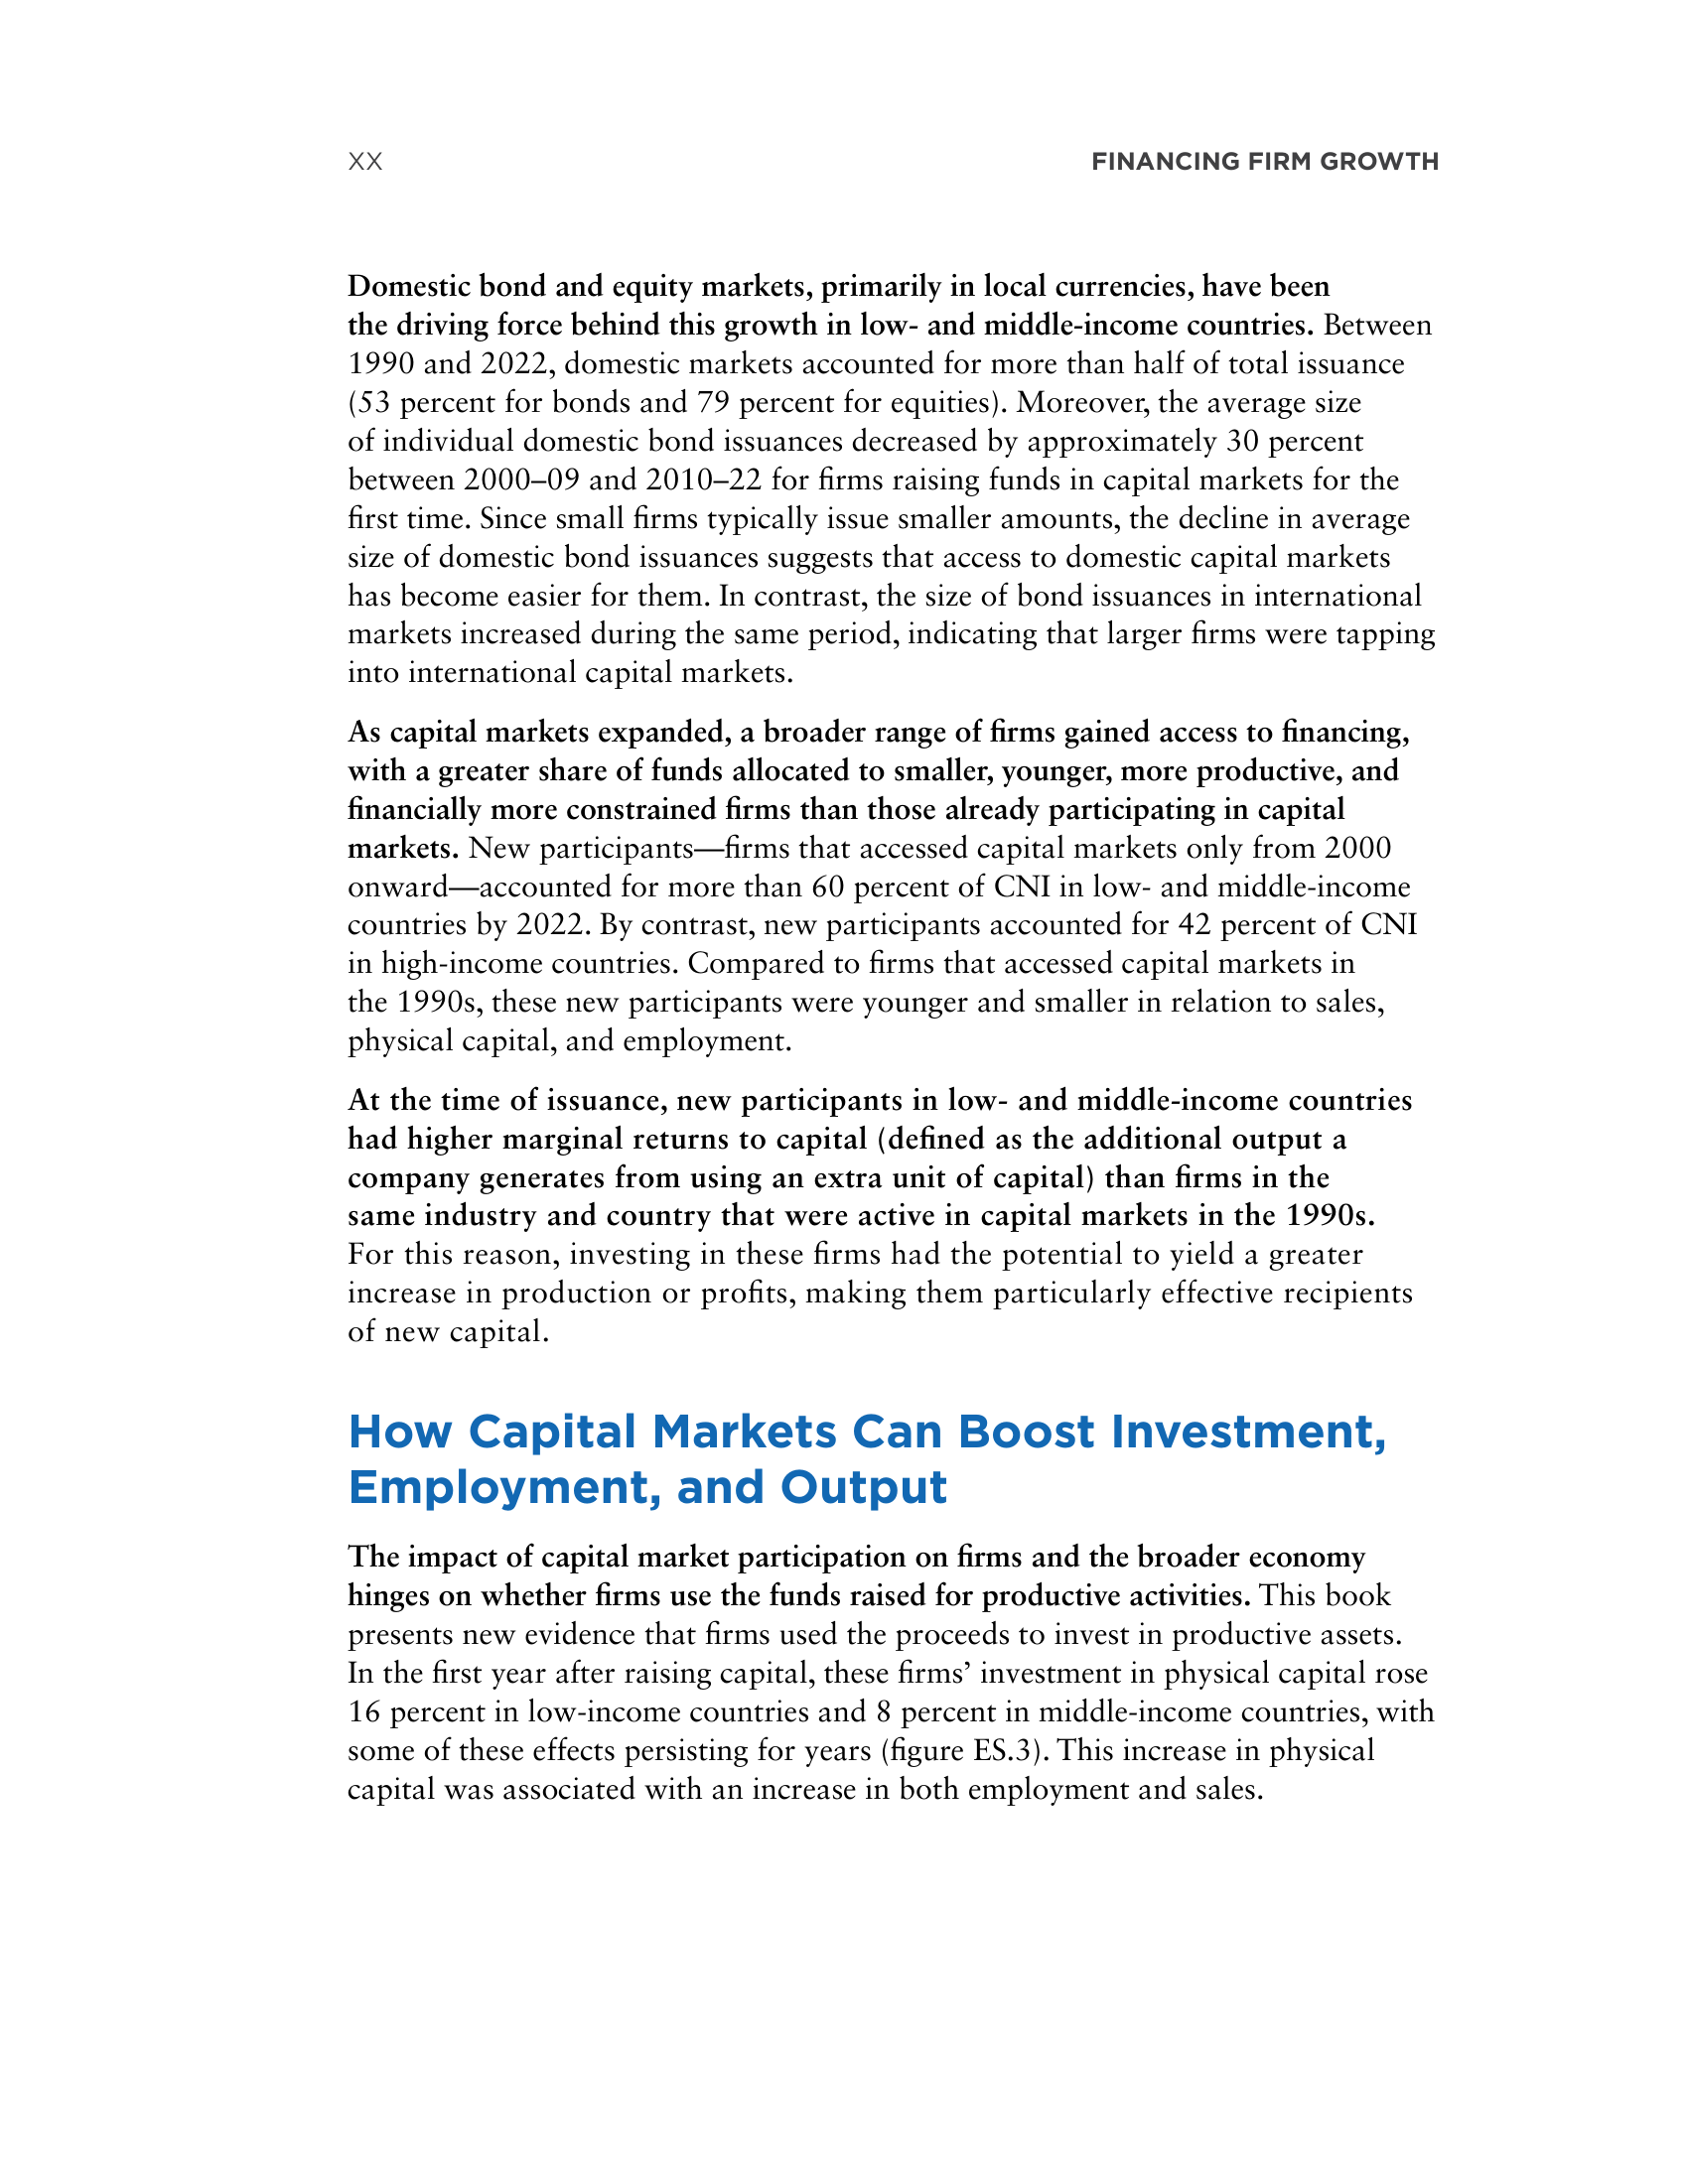 XX
FINANCING FIRM GROWTH
Domestic bond and equity markets, primarily in local currencies, have been
the driving force behind this growth in low- and middle-income countries. Between
1990 and 2022, domestic markets accounted for more than half of total issuance
(53 percent for bonds and 79 percent for equities). Moreover, the average size
of individual domestic bond issuances decreased by approximately 30 percent
between 2000–09 and 2010–22 for firms raising funds in capital markets for the
first time. Since small firms typically issue smaller amounts, the decline in average
size of domestic bond issuances suggests that access to domestic capital markets
has become easier for them. In contrast, the size of bond issuances in international
markets increased during the same period, indicating that larger firms were tapping
into international capital markets.
As capital markets expanded, a broader range of firms gained access to financing,
with a greater share of funds allocated to smaller, younger, more productive, and
financially more constrained firms than those already participating in capital
markets. New participants—firms that accessed capital markets only from 2000
onward—accounted for more than 60 percent of CNI in low- and middle-income
countries by 2022. By contrast, new participants accounted for 42 percent of CNI
in high-income countries. Compared to firms that accessed capital markets in
the 1990s, these new participants were younger and smaller in relation to sales,
physical capital, and employment.
At the time of issuance, new participants in low- and middle-income countries
had higher marginal returns to capital (defined as the additional output a
company generates from using an extra unit of capital) than firms in the
same industry and country that were active in capital markets in the 1990s.
For this reason, investing in these firms had the potential to yield a greater
increase in production or profits, making them particularly effective recipients
of new capital.
How Capital Markets Can Boost Investment,
Employment, and Output
The impact of capital market participation on firms and the broader economy
hinges on whether firms use the funds raised for productive activities. This book
presents new evidence that firms used the proceeds to invest in productive assets.
In the first year after raising capital, these firms’ investment in physical capital rose
16 percent in low-income countries and 8 percent in middle-income countries, with
some of these effects persisting for years (figure ES.3). This increase in physical
capital was associated with an increase in both employment and sales.